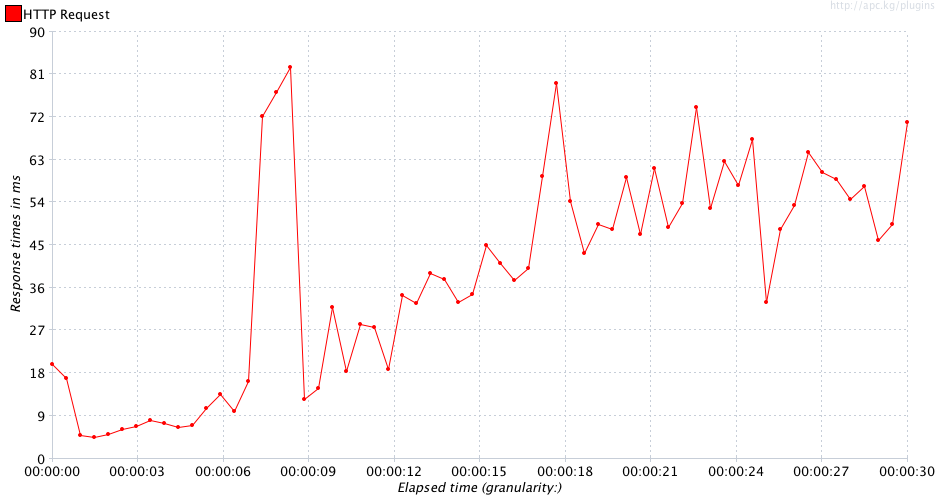 http://apc.kg/plugins
HTTP Request
90
81
72
63
54
45
36
27
18
9
0
Response times in ms
00:00:00 00:00:03 00:00:06 00:00:09 00:00:12 00:00:15 00:00:18 00:00:21 00:00:24 00:00:27 00:00:30
Elapsed time (granularity:)